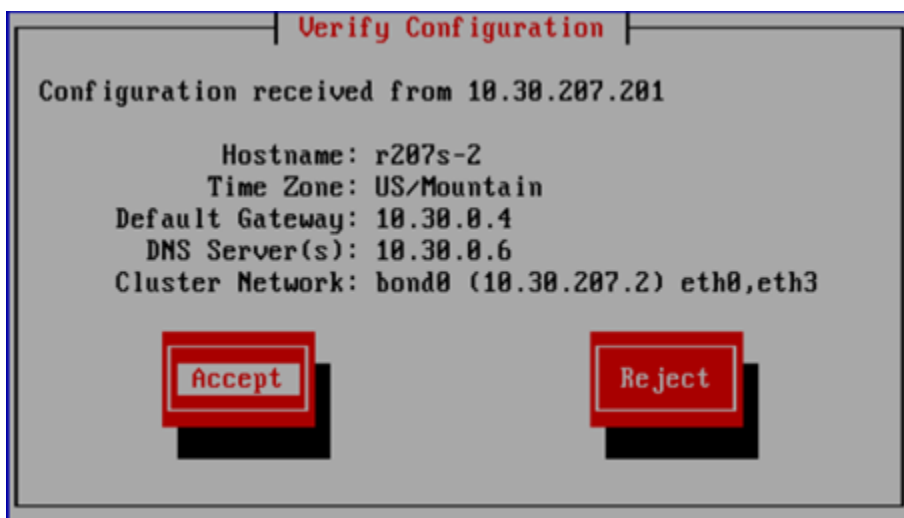 Verify Configuration
Configuration received from 10.30.207.201
Hostname: r207s-2
Time Zone: US/Mountain
Default Gateway: 10.30.0.4
DNS Server(s): 10.30.0.6
Cluster Network: bond0 (10.30.207.2) eth0,eth3
Accept
Reject